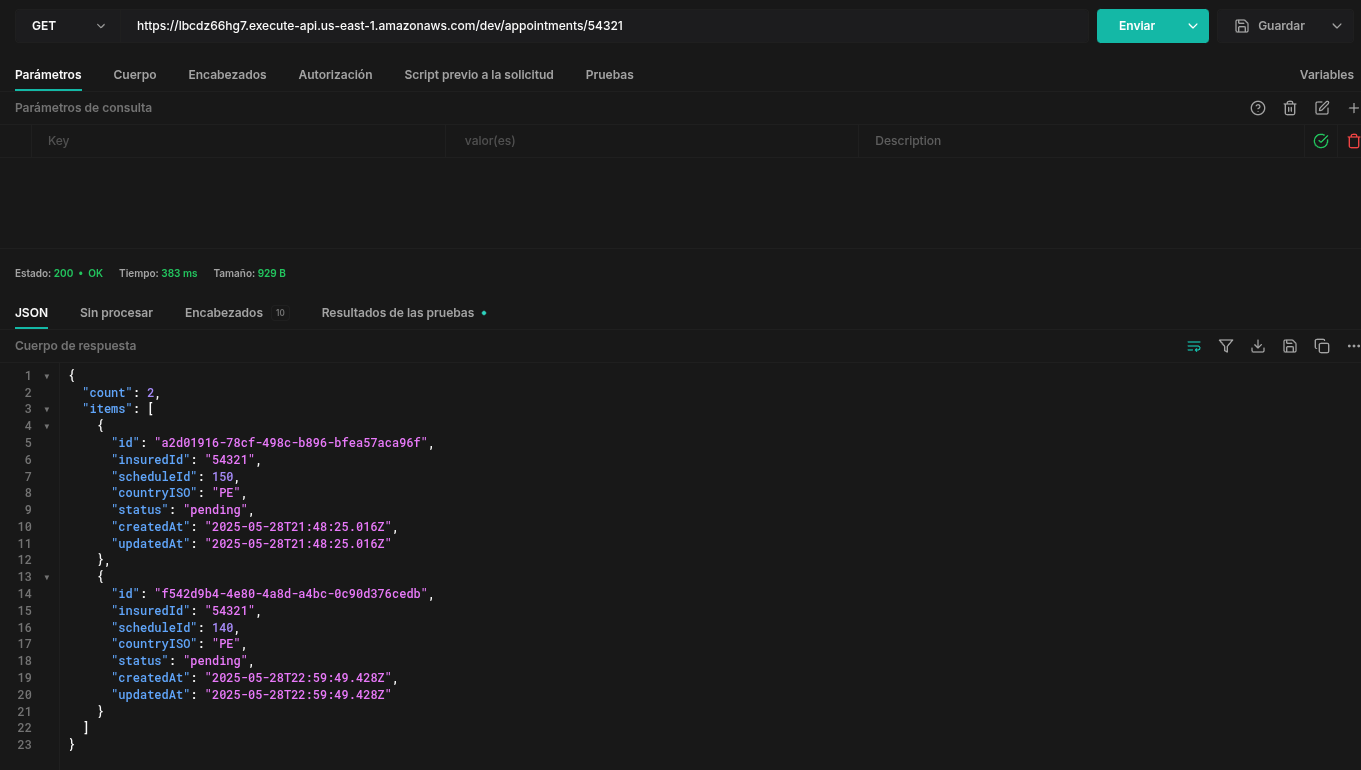 GET https://lbcdz66hg7.execute-api.us-east-1.amazonaws.com/dev/appointments/54321 Enviar Guardar
Parámetros Cuerpo Encabezados Autorización Script previo a la solicitud Pruebas Variables
Parámetros de consulta
Key valor(es) Description
Estado: 200 • OK Tiempo: 383 ms Tamaño: 929 B
JSON Sin procesar Encabezados 10 Resultados de las pruebas
Cuerpo de respuesta
1 {
2 "count": 2,
3 "items": [
4 {
5 "id": "a2d01916-78cf-498c-b896-bfea57aca96f",
6 "insuredId": "54321",
7 "scheduleId": 150,
8 "countryISO": "PE",
9 "status": "pending",
10 "createdAt": "2025-05-28T21:48:25.016Z",
11 "updatedAt": "2025-05-28T21:48:25.016Z"
12 },
13 {
14 "id": "f542d9b4-4e80-4a8d-a4bc-0c90d376cedb",
15 "insuredId": "54321",
16 "scheduleId": 140,
17 "countryISO": "PE",
18 "status": "pending",
19 "createdAt": "2025-05-28T22:59:49.428Z",
20 "updatedAt": "2025-05-28T22:59:49.428Z"
21 }
22 ]
23 }